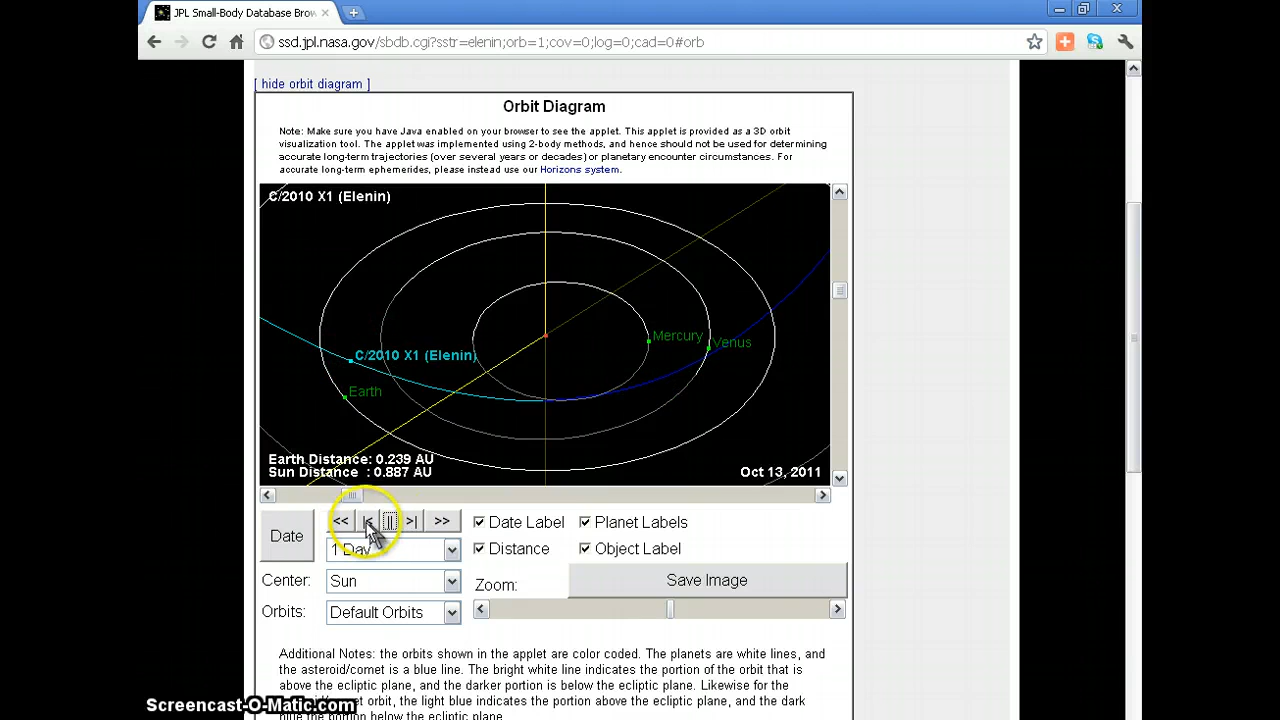 JPL Small-Body Database Brow
ssd.jpl.nasa.gov/sbdb.cgi?sstr=elenin;orb=1;cov=0;log=0;cad=0#orb
[ hide orbit diagram ]
Orbit Diagram
Note: Make sure you have Java enabled on your browser to see the applet. This applet is provided as a 3D orbit
visualization tool. The applet was implemented using 2-body methods, and hence should not be used for determining
accurate long-term trajectories (over several years or decades) or planetary encounter circumstances. For
accurate long-term ephemerides, please instead use our Horizons system.
C/2010 X1 (Elenin)
Mercury
Venus
C/2010 X1 (Elenin)
Earth
Earth Distance: 0.239 AU
Sun Distance : 0.887 AU
Oct 13, 2011
Date
<< |< || >| >>
Date Label
Planet Labels
1 Day
Distance
Object Label
Center:
Sun
Zoom:
Save Image
Orbits:
Default Orbits
Additional Notes: the orbits shown in the applet are color coded. The planets are white lines, and
the asteroid/comet is a blue line. The bright white line indicates the portion of the orbit that is
above the ecliptic plane, and the darker portion is below the ecliptic plane. Likewise for the
orbit, the light blue indicates the portion above the ecliptic plane, and the dark
blue the portion below the ecliptic plane
Screencast-O-Matic.com